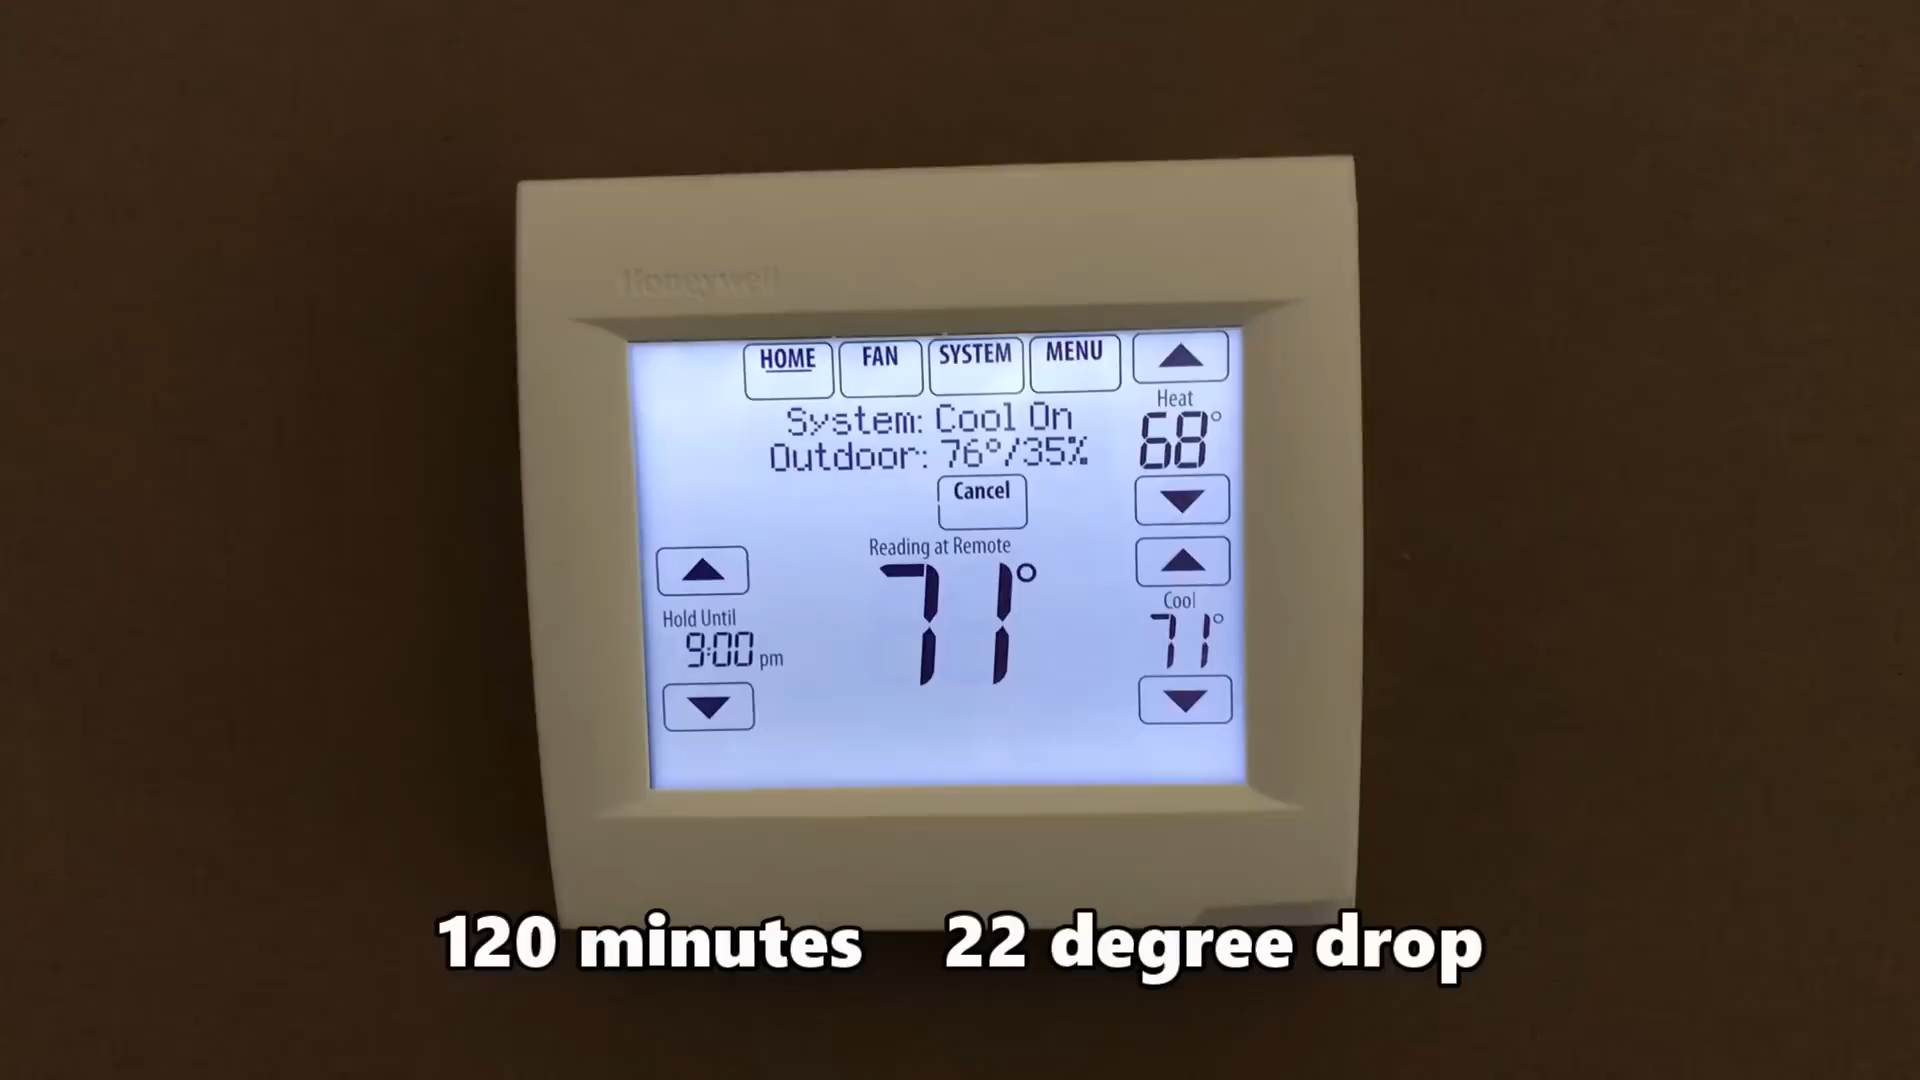 Honeywell
HOME FAN SYSTEM MENU
System: Cool On
Outdoor: 76°/35%
Heat
68°
Cancel
Reading at Remote
71°
Hold Until
9:00 pm
Cool
71°
120 minutes 22 degree drop